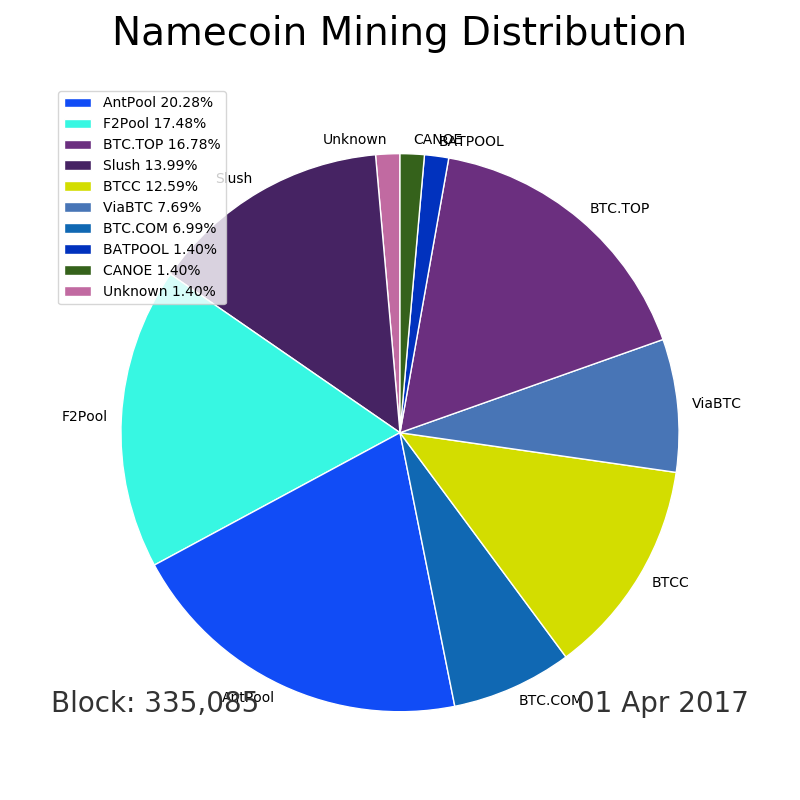 Namecoin Mining Distribution
AntPool 20.28%
F2Pool 17.48%
BTC.TOP 16.78%
Slush 13.99%
BTCC 12.59%
ViaBTC 7.69%
BTC.COM 6.99%
BATPOOL 1.40%
CANOE 1.40%
Unknown 1.40%
Unknown
CANOE
BATPOOL
Slush
BTC.TOP
F2Pool
ViaBTC
BTCC
AntPool
BTC.COM
Block: 335,085
01 Apr 2017